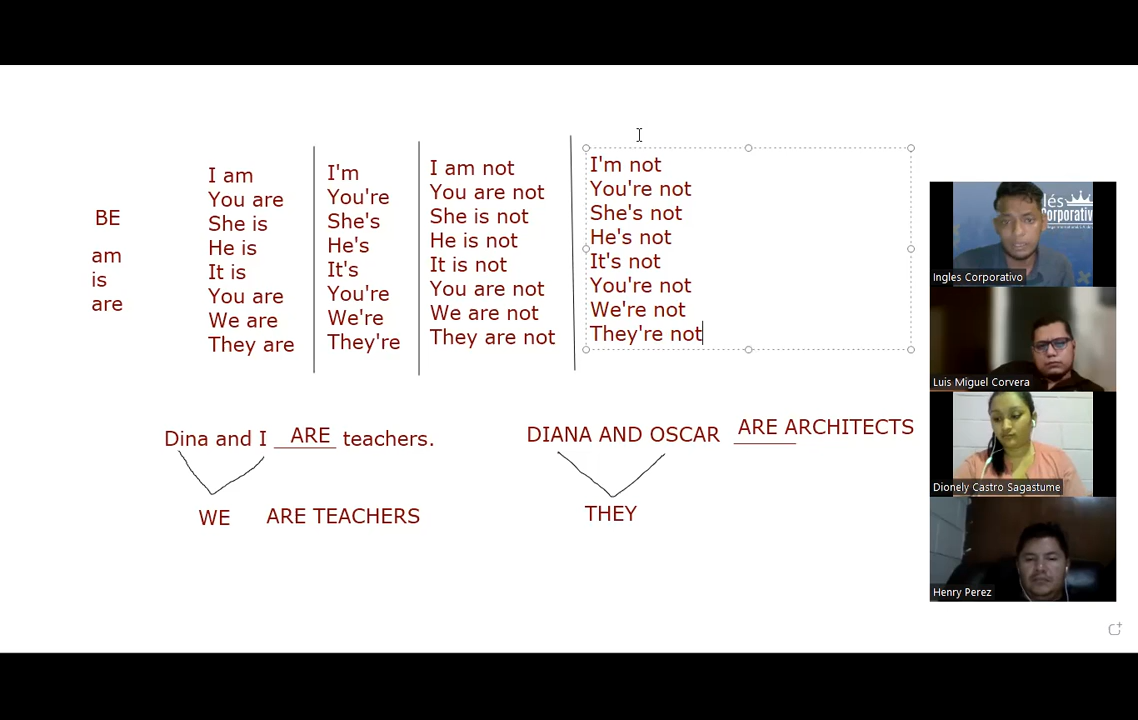 BE
am
is
are
I am
You are
She is
He is
It is
You are
We are
They are
I'm
You're
She's
He's
It's
You're
We're
They're
I am not
You are not
She is not
He is not
It is not
You are not
We are not
They are not
I'm not
You're not
She's not
He's not
It's not
You're not
We're not
They're not
Dina and I ARE teachers.
WE ARE TEACHERS
DIANA AND OSCAR ARE ARCHITECTS
THEY
lés
Corporativ
Ingles Corporativo
Luis Miguel Corvera
Dionely Castro Sagastume
Henry Perez